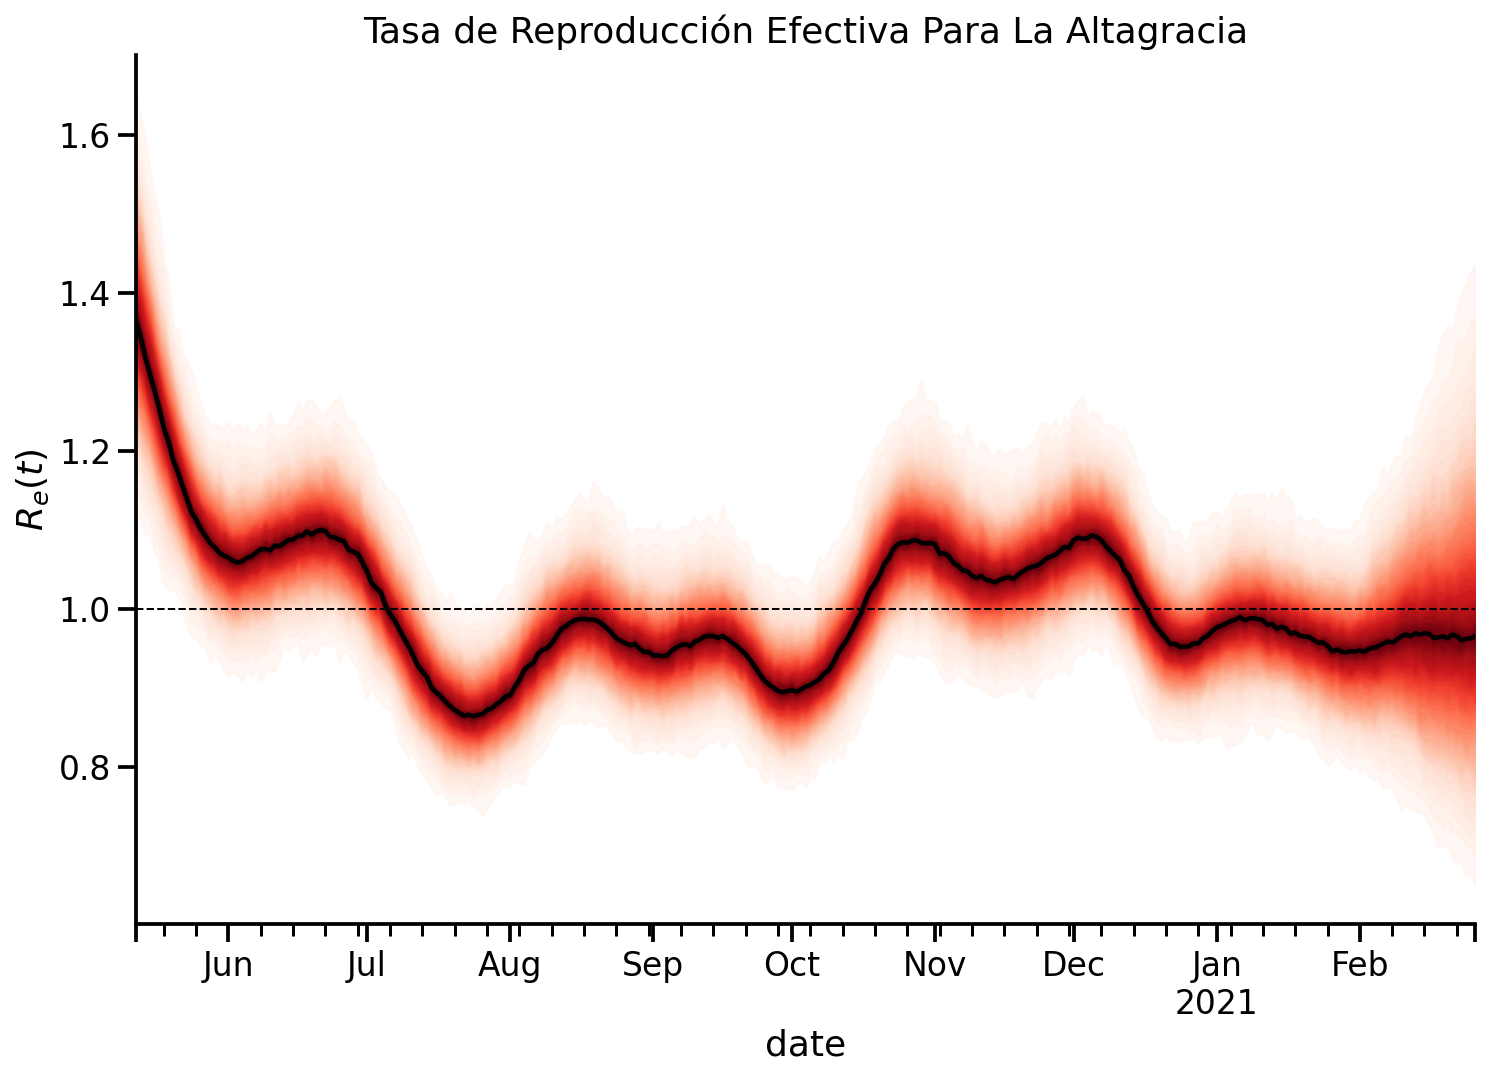 Tasa de Reproducción Efectiva Para La Altagracia
1.6
1.4
1.2
1.0
0.8
R_e(t)
Jun Jul Aug Sep Oct Nov Dec Jan Feb
2021
date